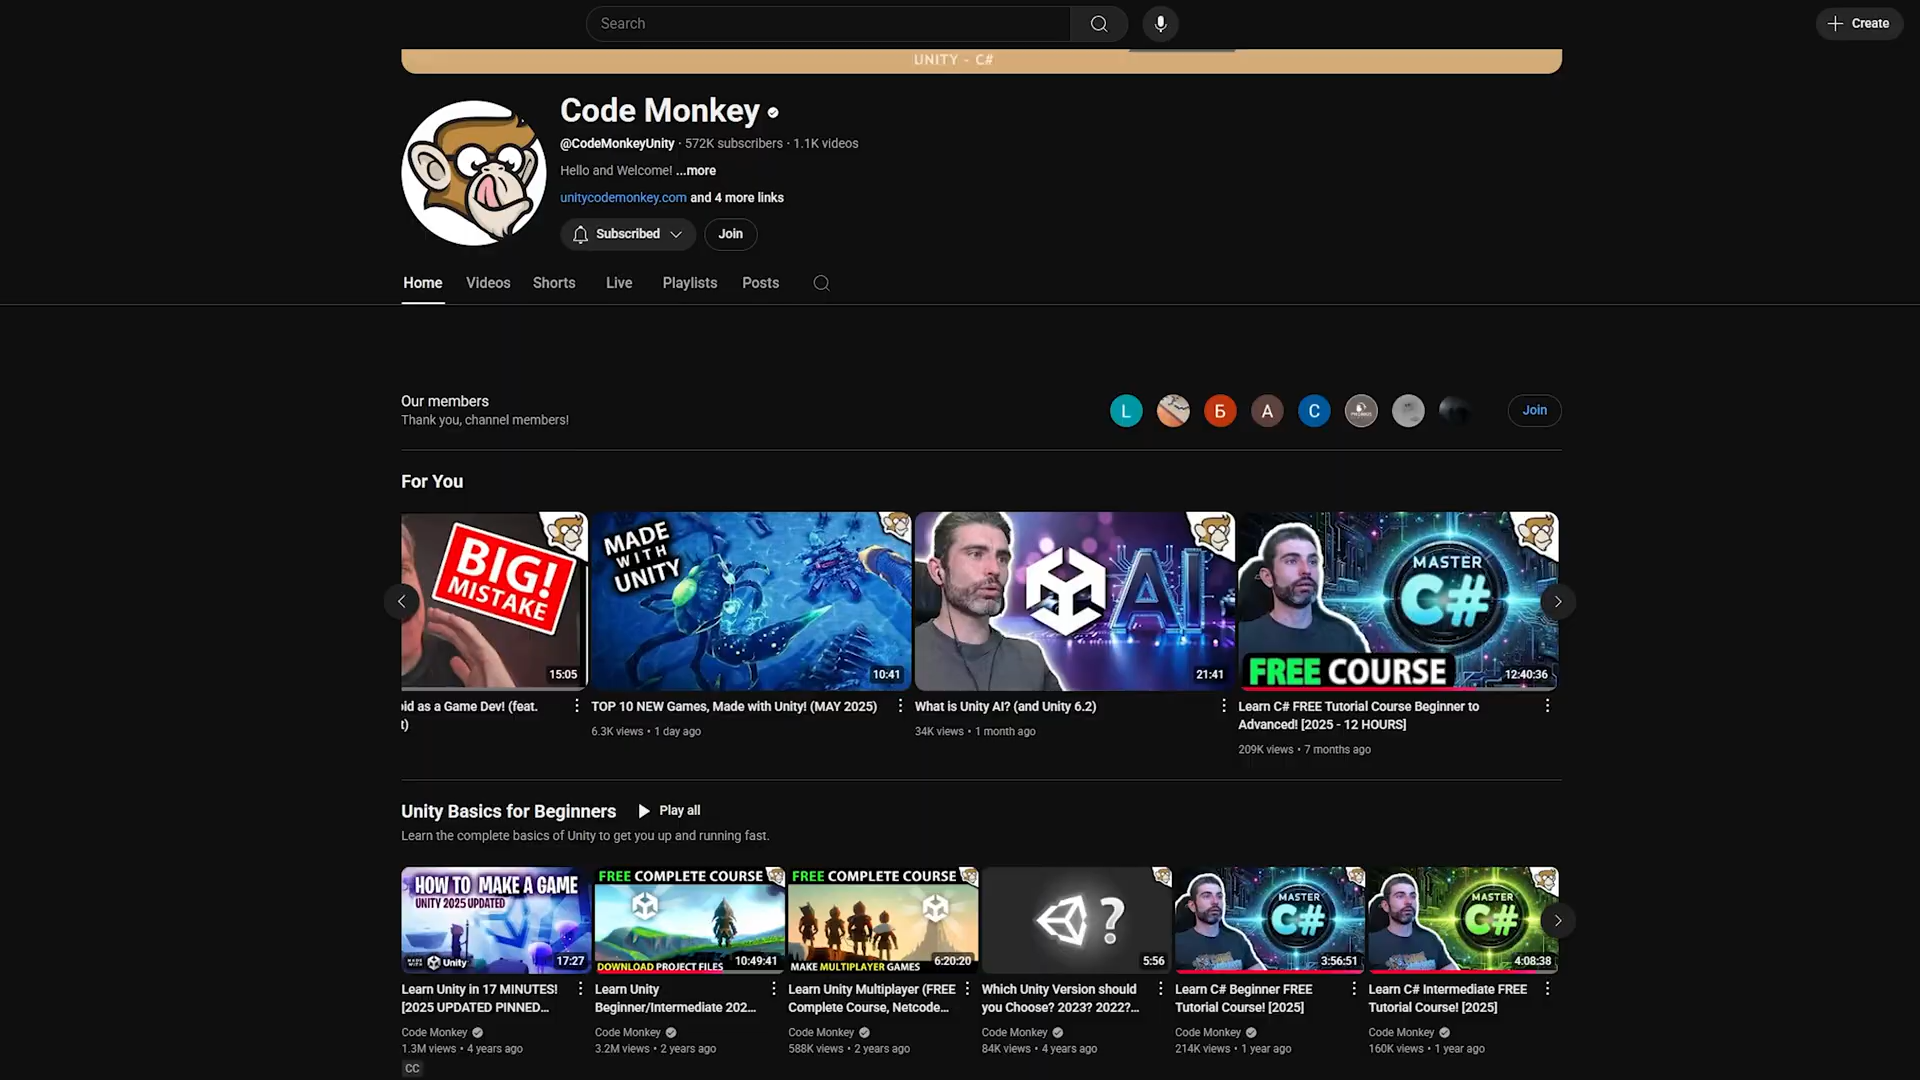 Search
Create
UNITY - C#
Code Monkey
@CodeMonkeyUnity · 572K subscribers · 1.1K videos
Hello and Welcome! ...more
unitycodemonkey.com and 4 more links
Subscribed
Join
Home
Videos
Shorts
Live
Playlists
Posts
Our members
Thank you, channel members!
L
Б
A
C
Join
For You
BIG!
MISTAKE
15:05
MADE
WITH
UNITY
10:41
AI
21:41
MASTER
C#
FREE COURSE
12:40:36
oid as a Game Dev! (feat.
t)
TOP 10 NEW Games, Made with Unity! (MAY 2025)
6.3K views • 1 day ago
What is Unity AI? (and Unity 6.2)
34K views • 1 month ago
Learn C# FREE Tutorial Course Beginner to
Advanced! [2025 - 12 HOURS]
209K views • 7 months ago
Unity Basics for Beginners
Play all
Learn the complete basics of Unity to get you up and running fast.
HOW TO MAKE A GAME
UNITY 2025 UPDATED
MADE WITH Unity
17:27
FREE COMPLETE COURSE
DOWNLOAD PROJECT FILES
10:49:41
FREE COMPLETE COURSE
MAKE MULTIPLAYER GAMES
6:20:20
?
5:56
MASTER
C#
3:56:51
MASTER
C#
4:08:38
Learn Unity in 17 MINUTES!
[2025 UPDATED PINNED...
Code Monkey
1.3M views • 4 years ago
CC
Learn Unity
Beginner/Intermediate 202...
Code Monkey
3.2M views • 2 years ago
Learn Unity Multiplayer (FREE
Complete Course, Netcode...
Code Monkey
588K views • 2 years ago
Which Unity Version should
you Choose? 2023? 2022?...
Code Monkey
84K views • 4 years ago
Learn C# Beginner FREE
Tutorial Course! [2025]
Code Monkey
214K views • 1 year ago
Learn C# Intermediate FREE
Tutorial Course! [2025]
Code Monkey
160K views • 1 year ago